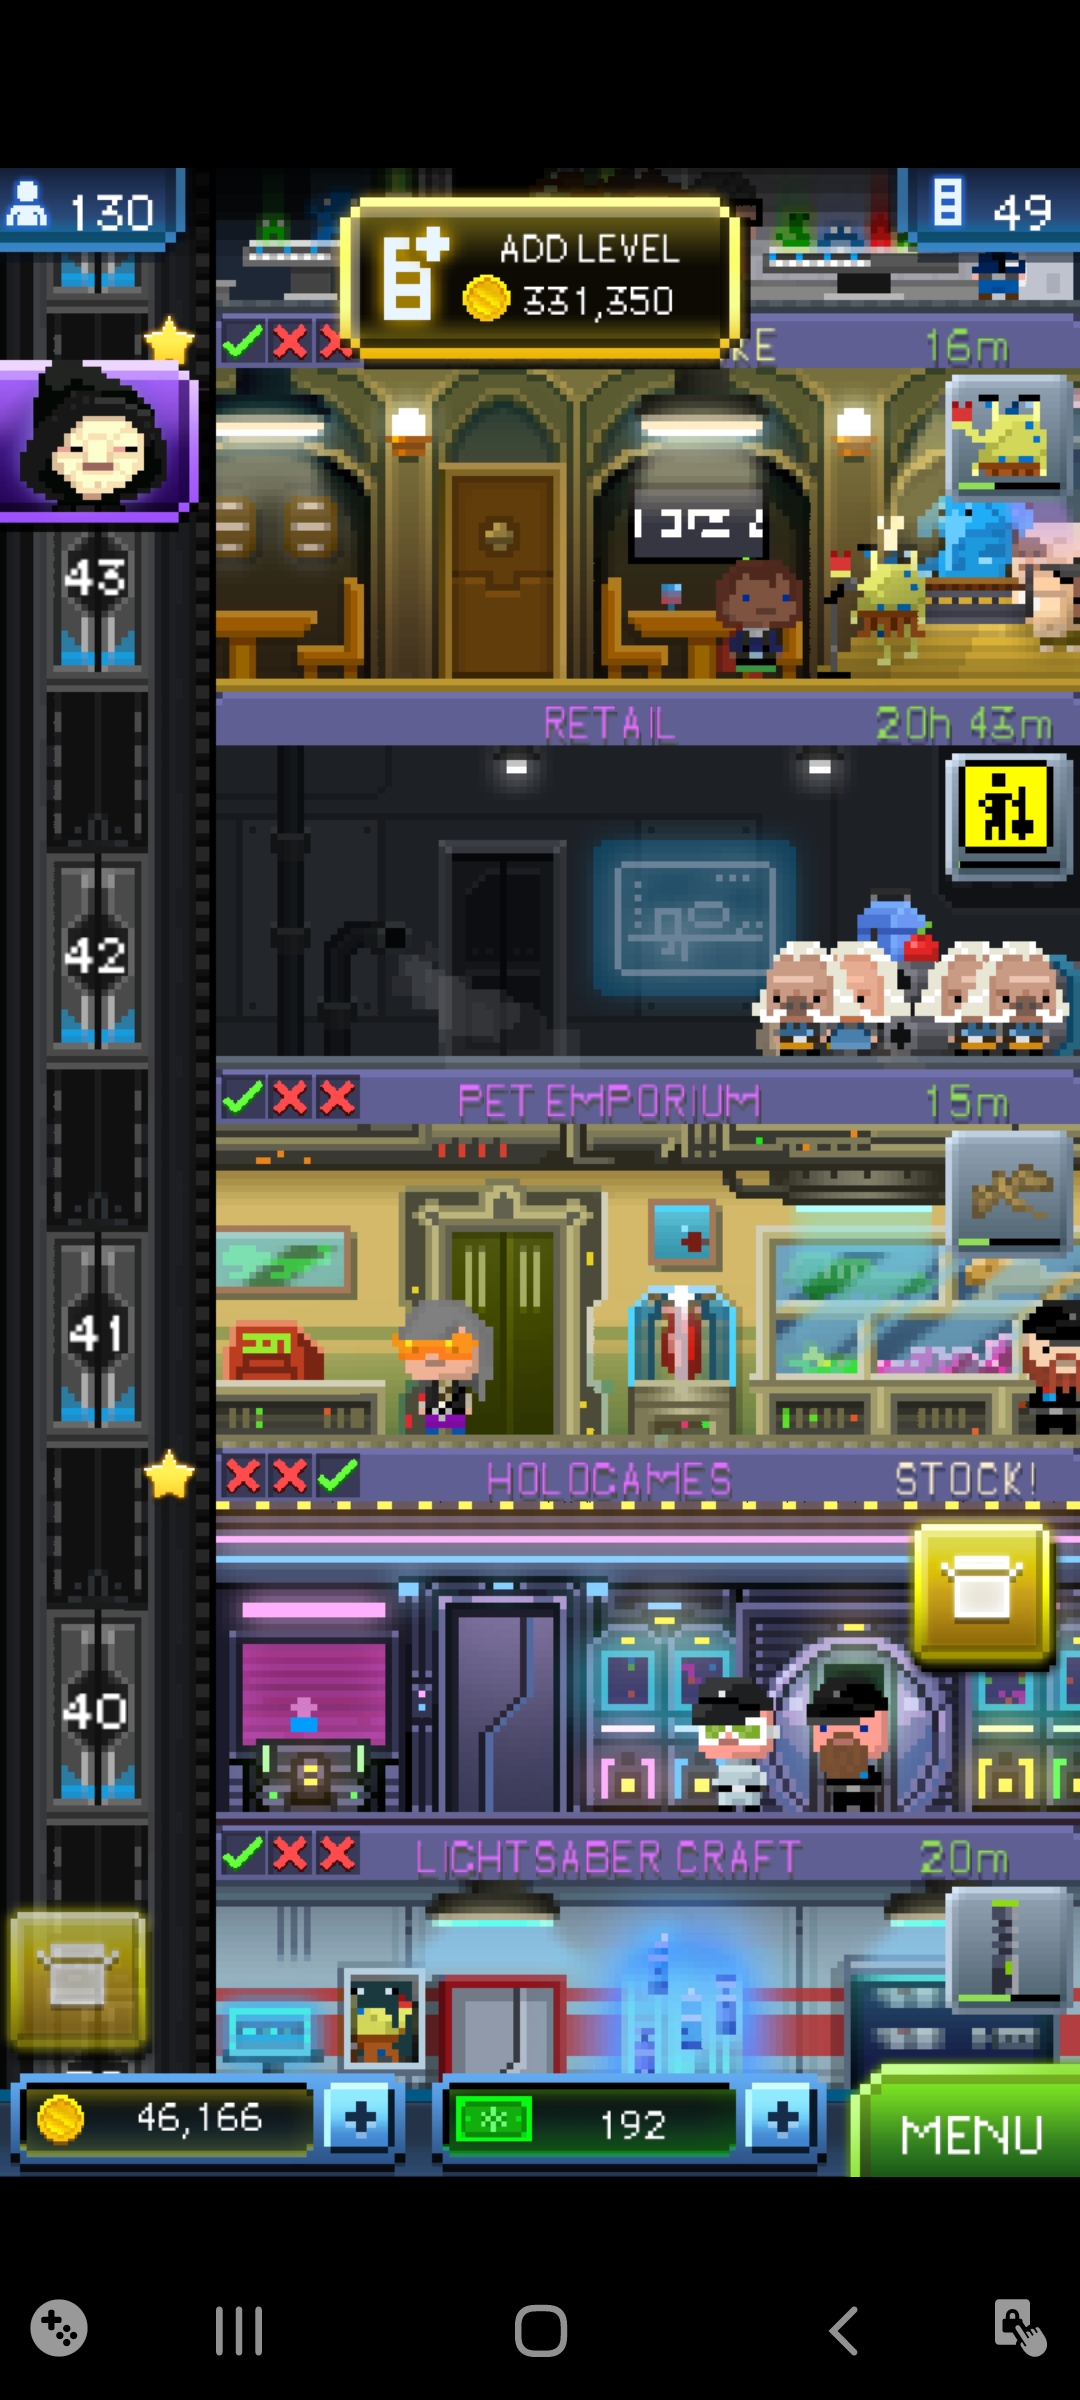 130
49
ADD LEVEL
331,350
KE 16m
43
RETAIL 20h 43m
42
PET EMPORIUM 15m
41
HOLOGAMES STOCK!
40
LIGHTSABER CRAFT 20m
46,166
192
MENU